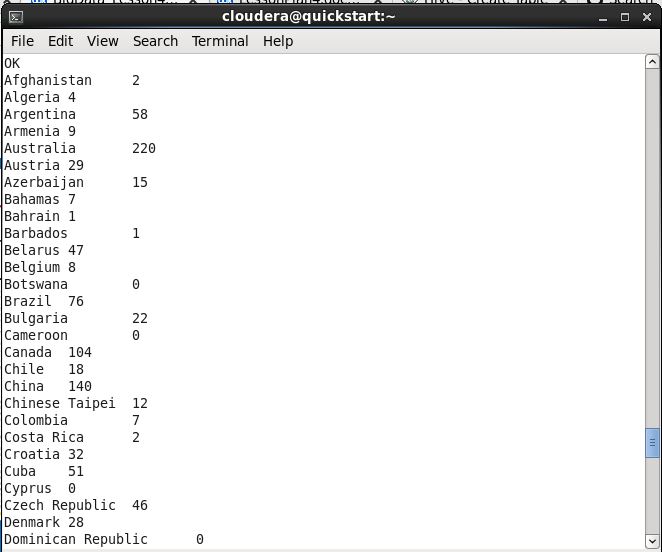 cloudera@quickstart:~
File Edit View Search Terminal Help
OK
Afghanistan 2
Algeria 4
Argentina 58
Armenia 9
Australia 220
Austria 29
Azerbaijan 15
Bahamas 7
Bahrain 1
Barbados 1
Belarus 47
Belgium 8
Botswana 0
Brazil 76
Bulgaria 22
Cameroon 0
Canada 104
Chile 18
China 140
Chinese Taipei 12
Colombia 7
Costa Rica 2
Croatia 32
Cuba 51
Cyprus 0
Czech Republic 46
Denmark 28
Dominican Republic 0